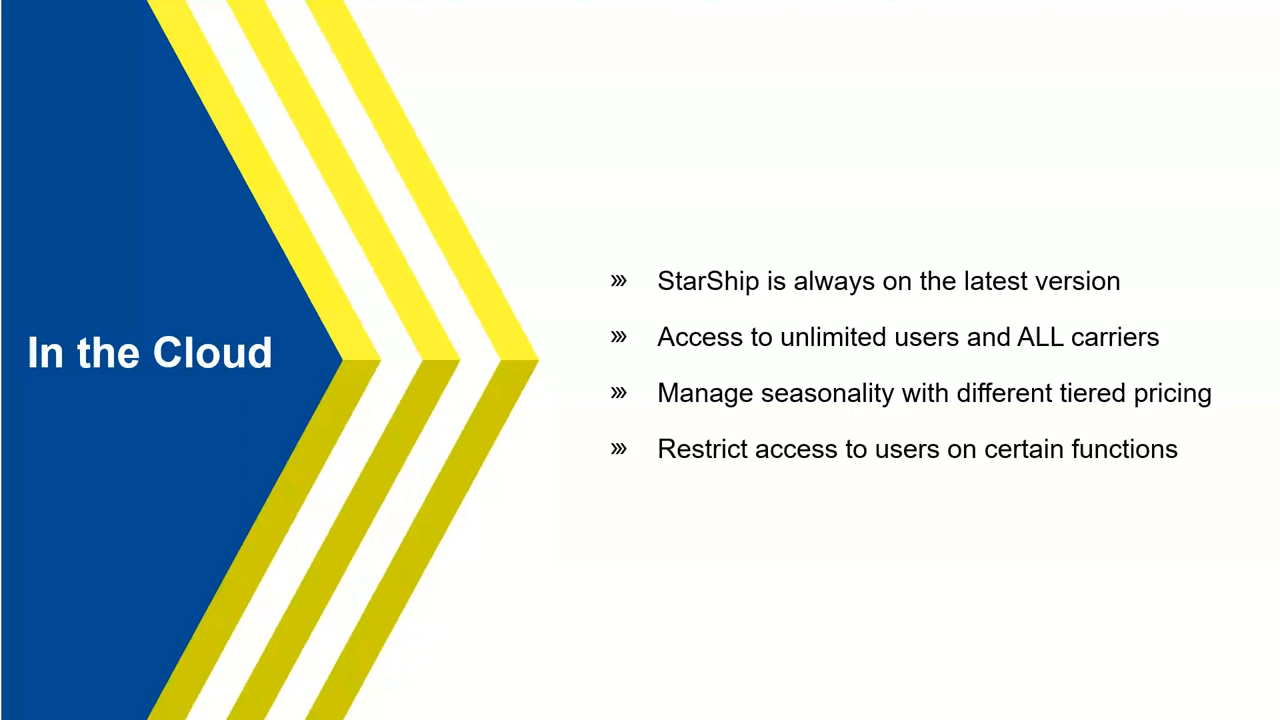 In the Cloud
StarShip is always on the latest version
Access to unlimited users and ALL carriers
Manage seasonality with different tiered pricing
Restrict access to users on certain functions